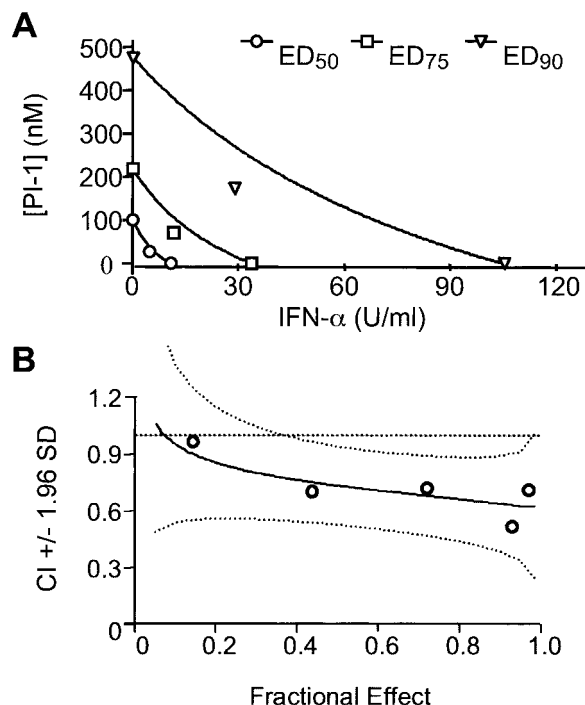 A
ED50 ED75 ED90
[PI-1] (nM)
500
400
300
200
100
0
0 30 60 90 120
IFN-α (U/ml)
B
CI +/- 1.96 SD
1.2
0.9
0.6
0.3
0
0 0.2 0.4 0.6 0.8 1.0
Fractional Effect